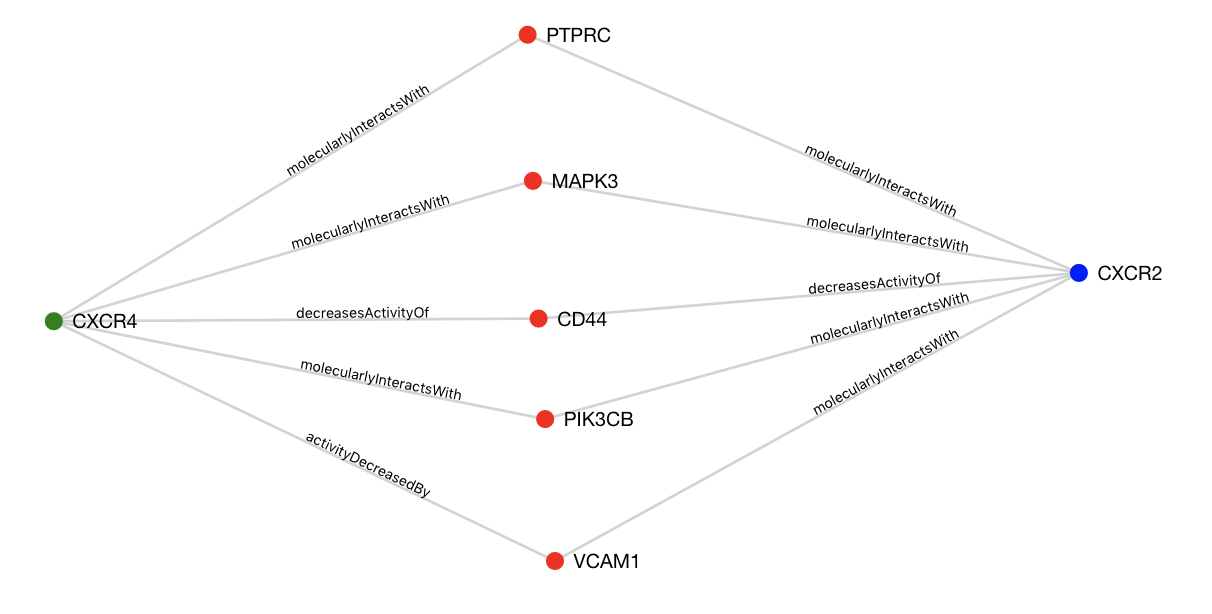 PTPRC
molecularlyInteractsWith
molecularlyInteractsWith
MAPK3
molecularlyInteractsWith
molecularlyInteractsWith
CXCR2
decreasesActivityOf
decreasesActivityOf
CXCR4
CD44
molecularlyInteractsWith
molecularlyInteractsWith
PIK3CB
molecularlyInteractsWith
activityDecreasedBy
VCAM1